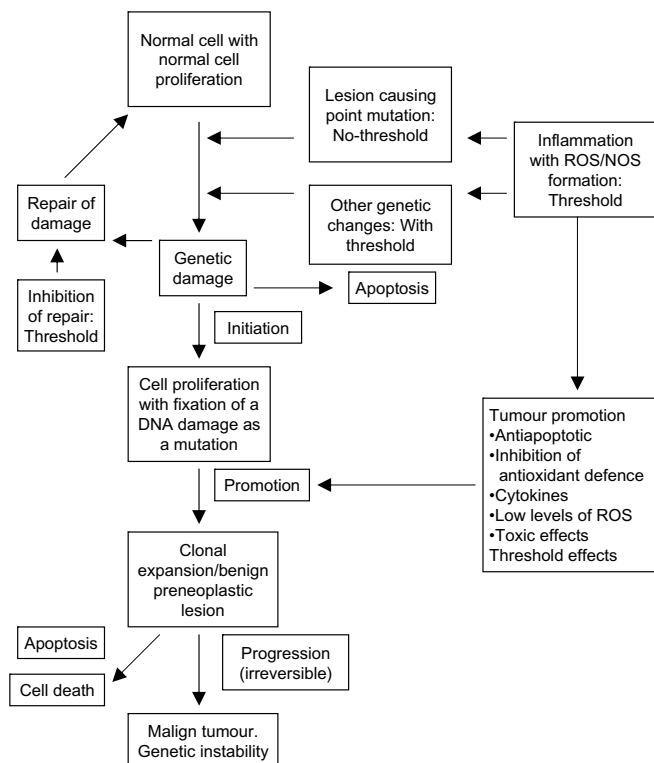 Normal cell with
normal cell
proliferation
Lesion causing
point mutation:
No-threshold
Inflammation
with ROS/NOS
formation:
Threshold
Repair of
damage
Other genetic
changes: With
threshold
Genetic
damage
Apoptosis
Inhibition
of repair:
Threshold
Initiation
Cell proliferation
with fixation of a
DNA damage as
a mutation
Tumour promotion
•Antiapoptotic
•Inhibition of
antioxidant defence
•Cytokines
•Low levels of ROS
•Toxic effects
Threshold effects
Promotion
Clonal
expansion/benign
preneoplastic
lesion
Apoptosis
Cell death
Progression
(irreversible)
Malign tumour.
Genetic instability